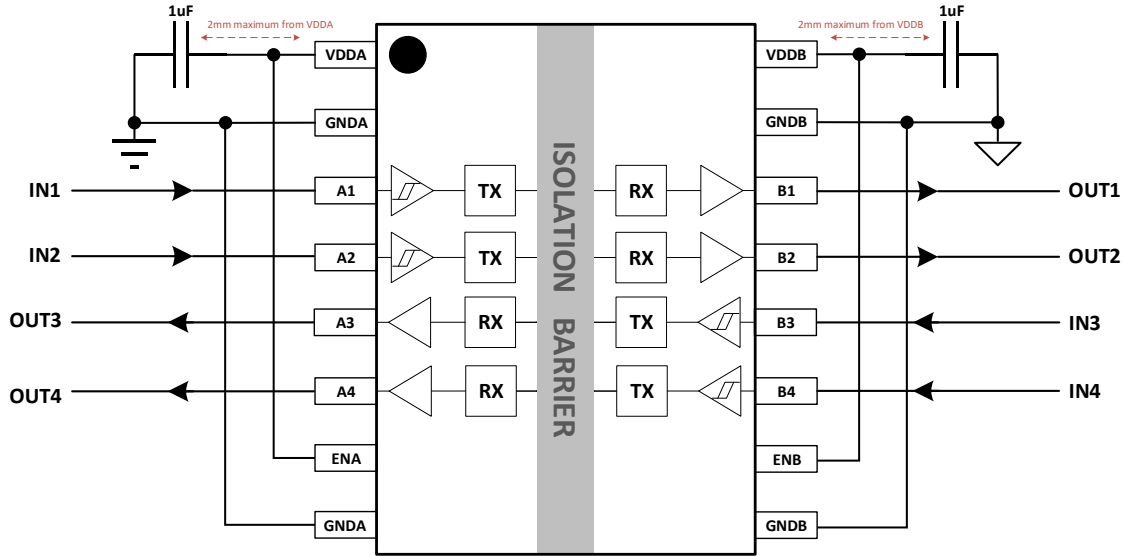 1uF
2mm maximum from VDDA
2mm maximum from VDDB
1uF
VDDA
VDDB
GNDA
GNDB
IN1
A1
TX
RX
B1
OUT1
IN2
A2
TX
RX
B2
OUT2
OUT3
A3
RX
TX
B3
IN3
OUT4
A4
RX
TX
B4
IN4
ISOLATION BARRIER
ENA
ENB
GNDA
GNDB